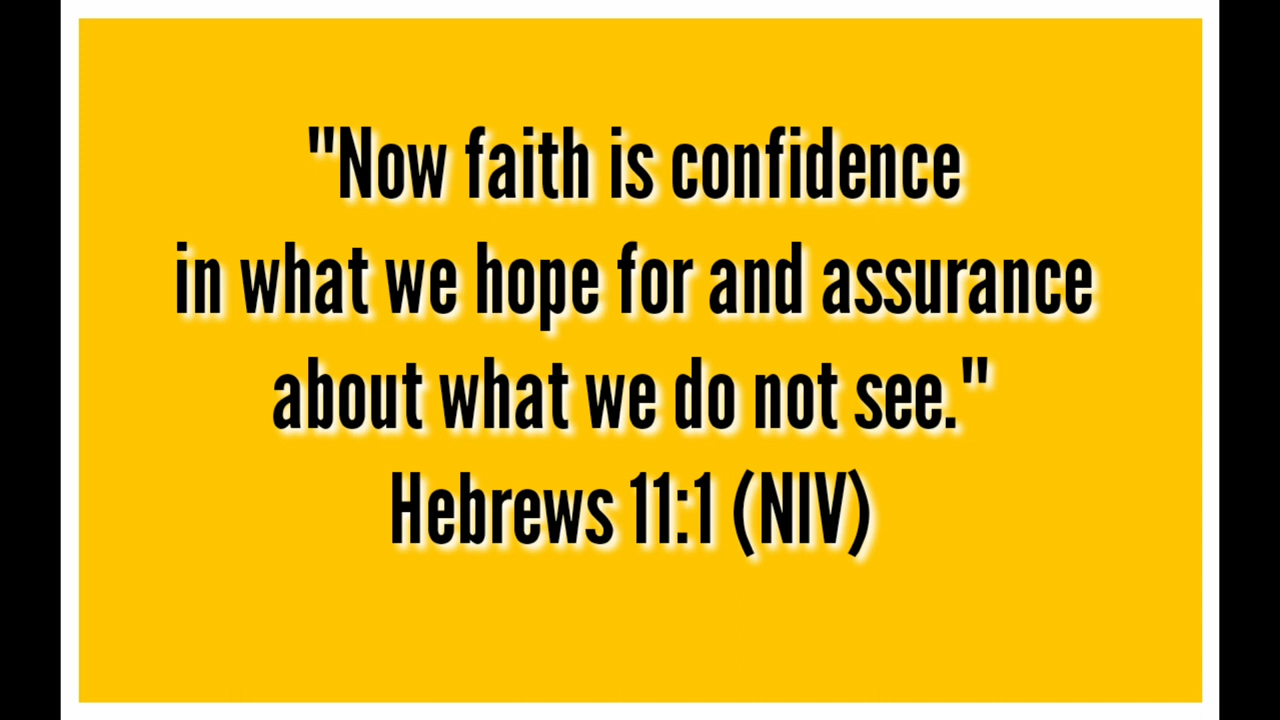 "Now faith is confidence
in what we hope for and assurance
about what we do not see."
Hebrews 11:1 (NIV)